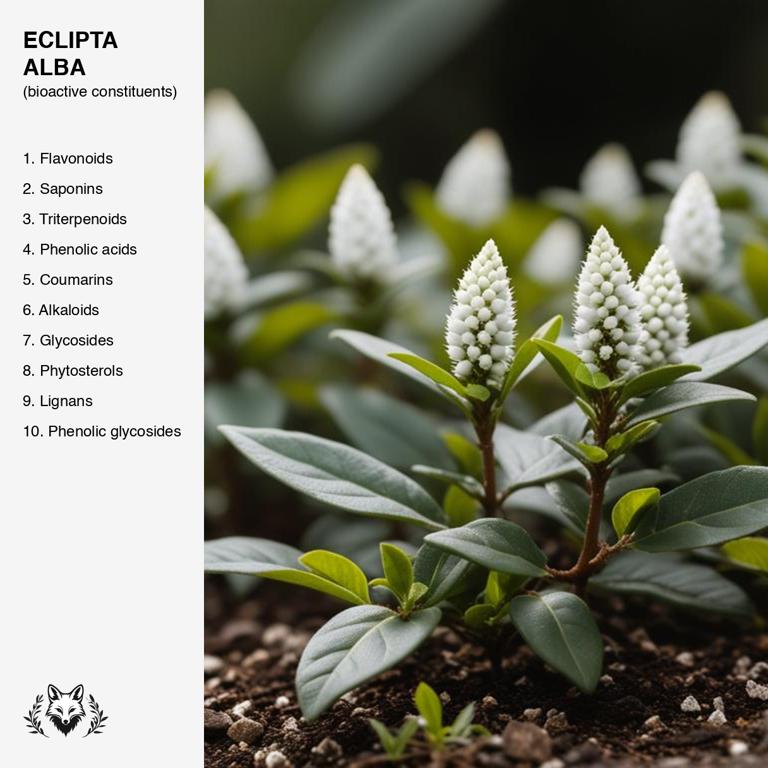 ECLIPTA
ALBA
(bioactive constituents)
1. Flavonoids
2. Saponins
3. Triterpenoids
4. Phenolic acids
5. Coumarins
6. Alkaloids
7. Glycosides
8. Phytosterols
9. Lignans
10. Phenolic glycosides